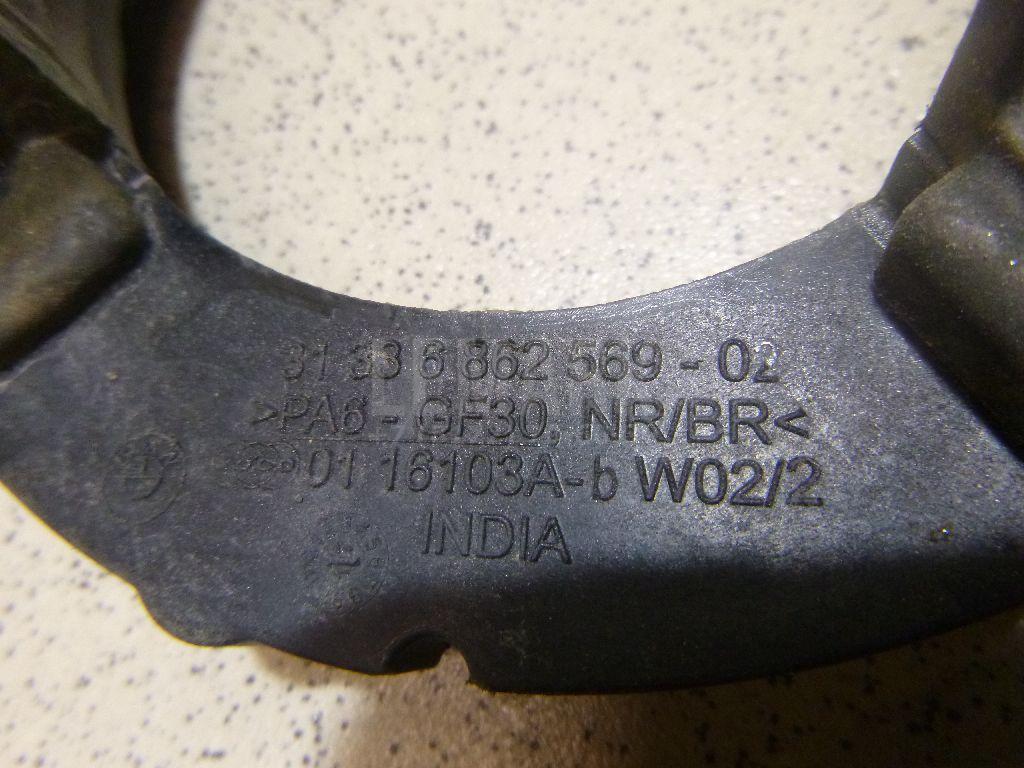 31 33 6 862 569 - 02
>PA6 - GF30, NR/BR<
01 16103A-b W02/2
INDIA